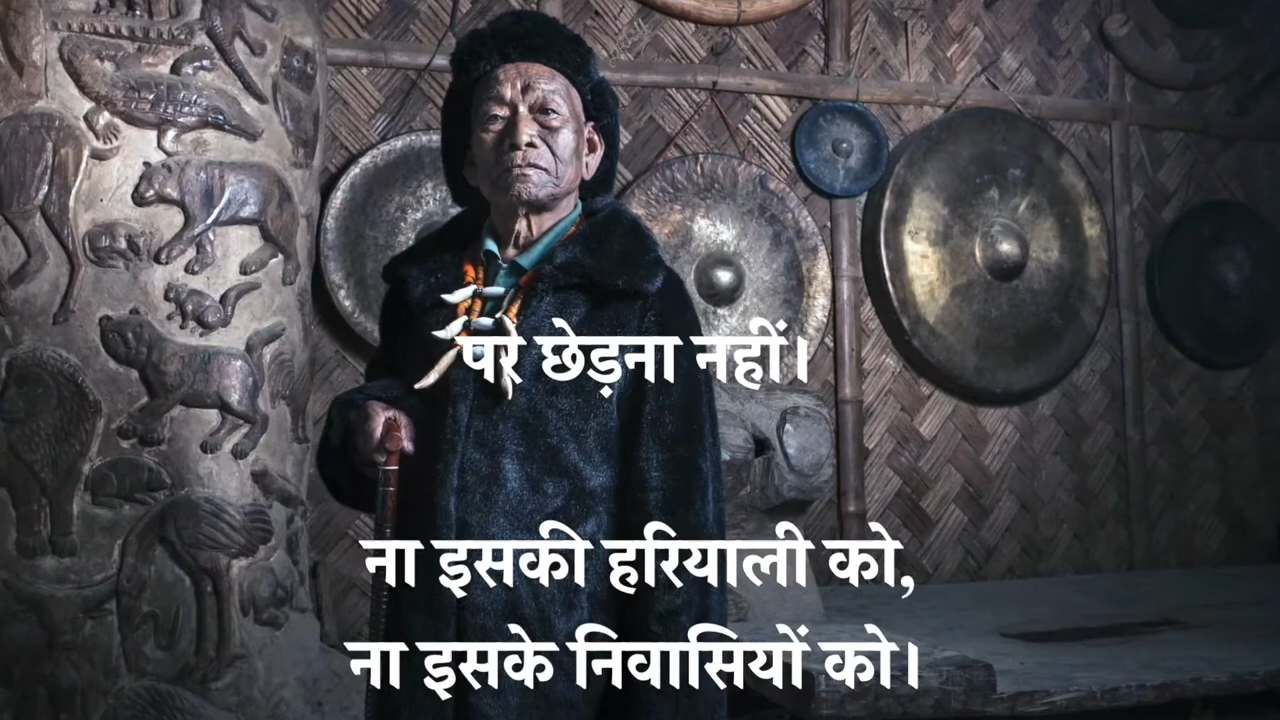 पर छेड़ना नहीं।
ना इसकी हरियाली को,
ना इसके निवासियों को।